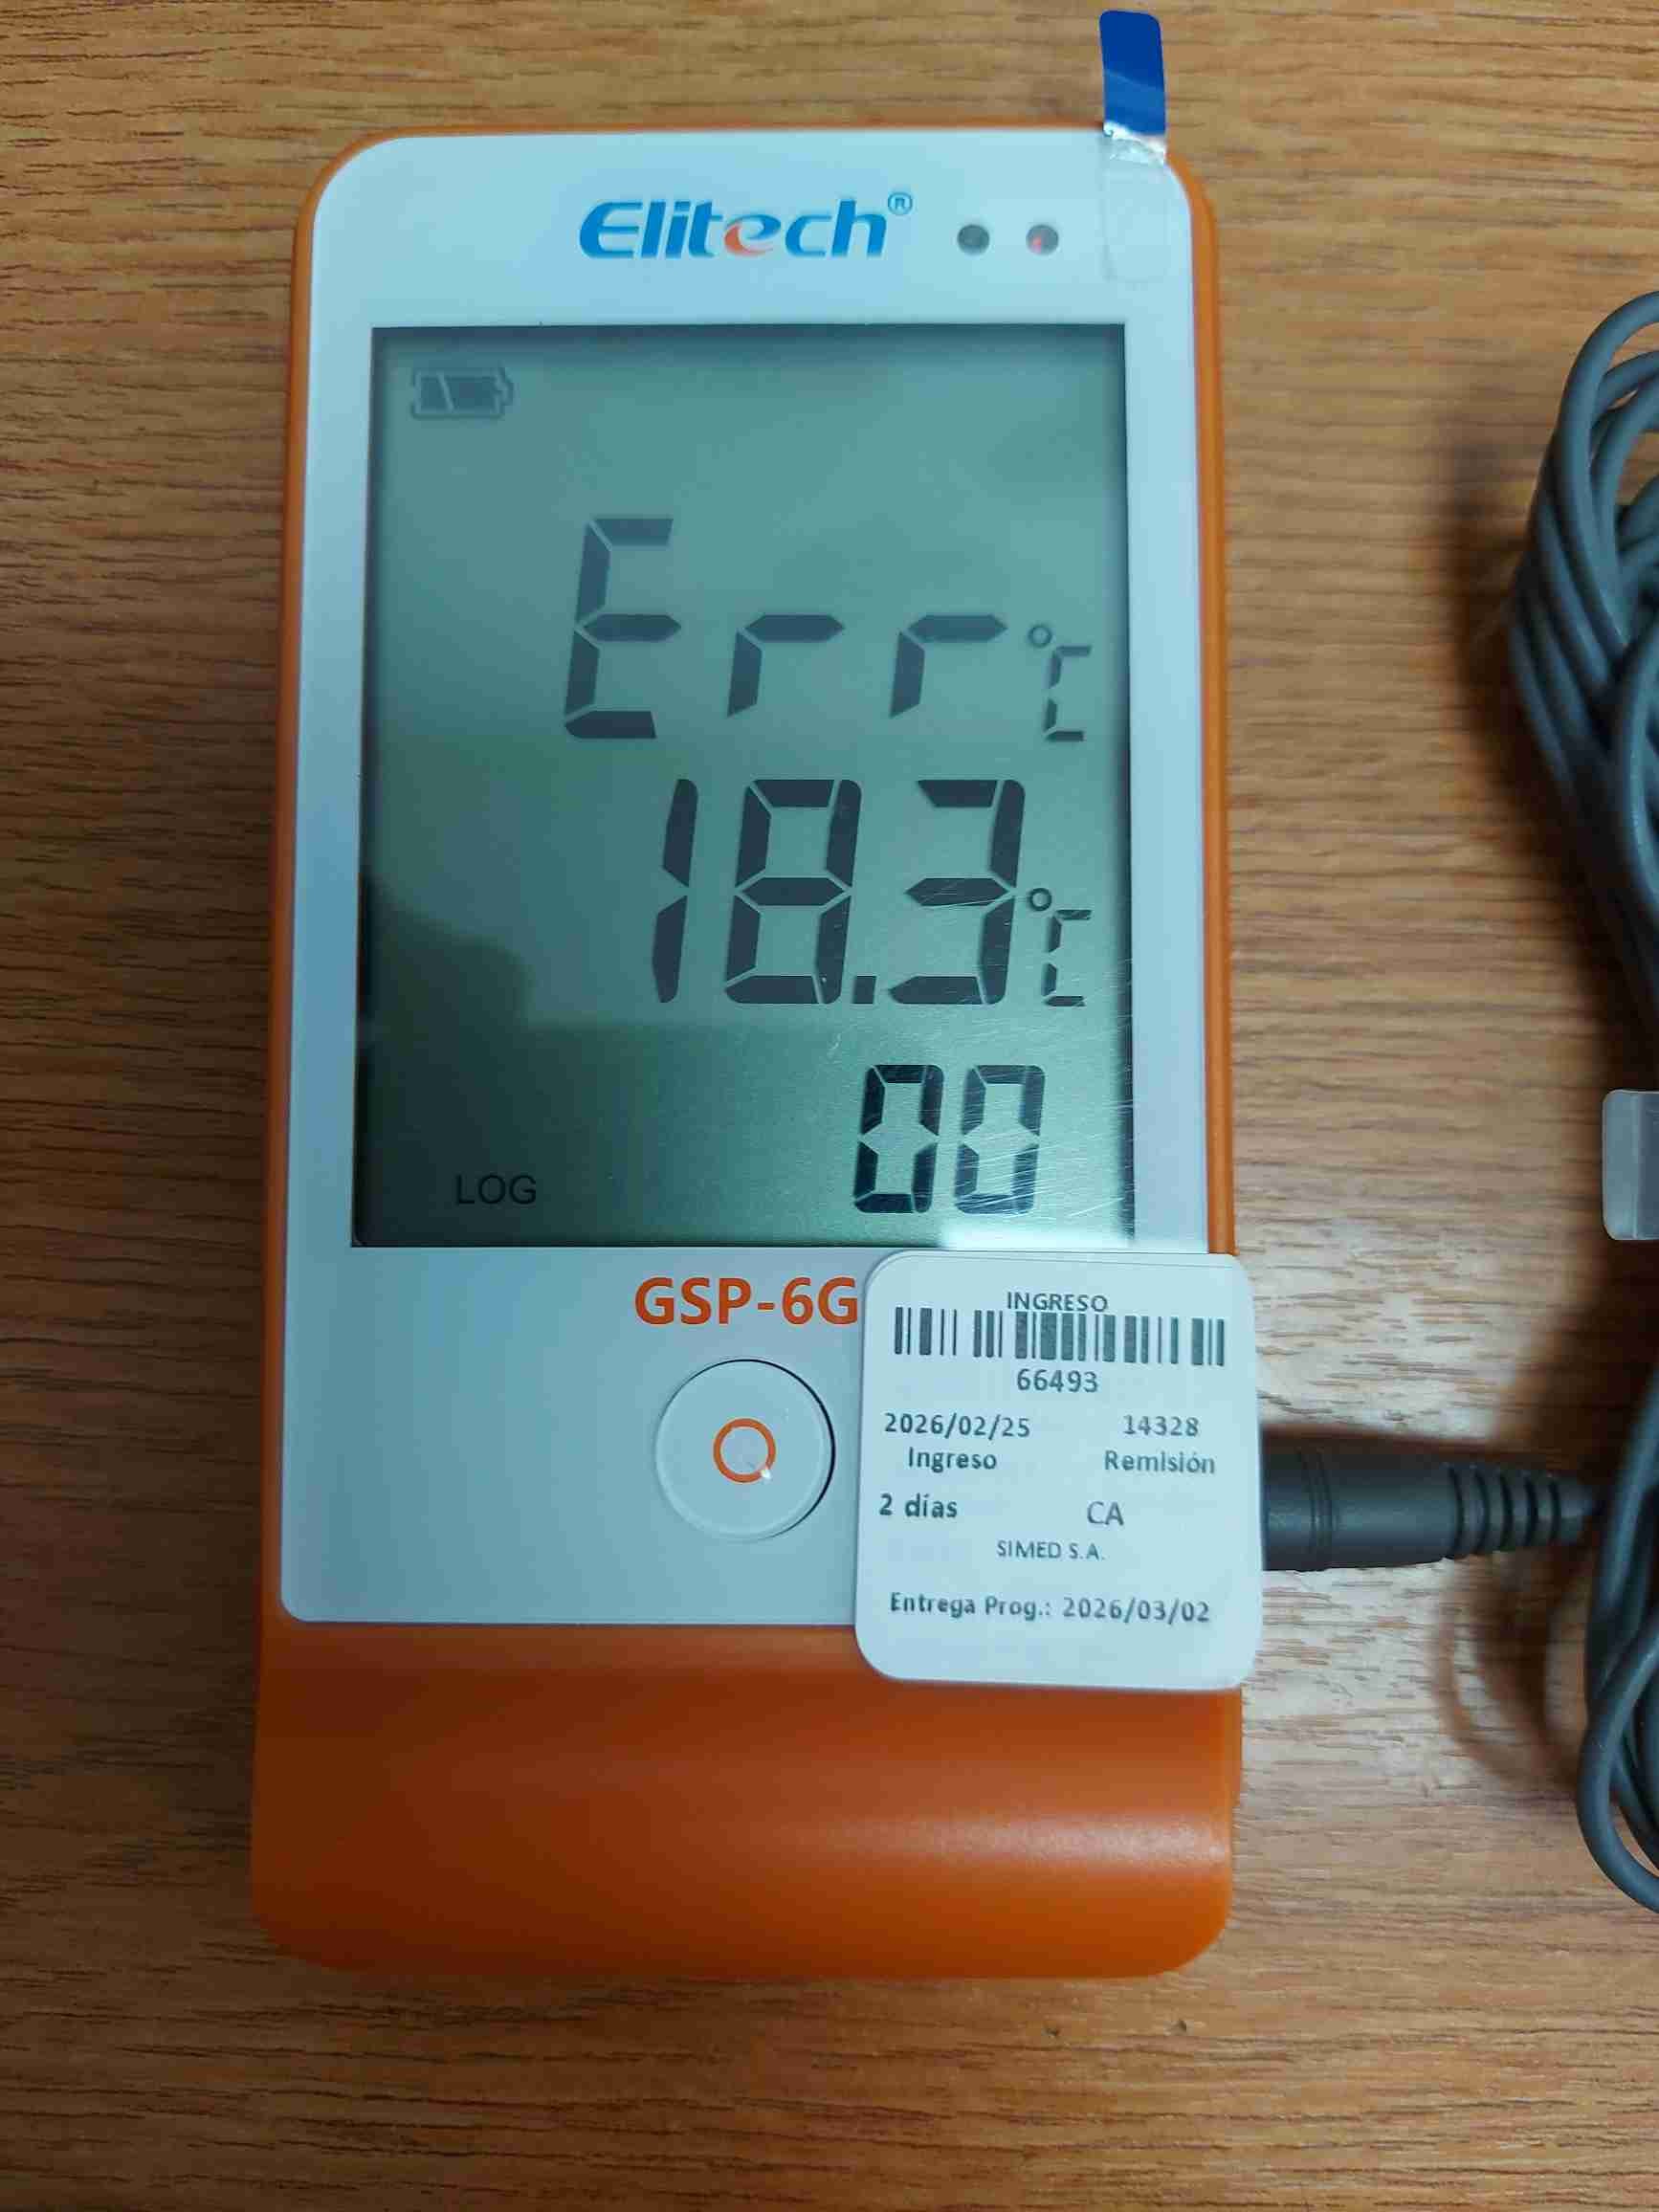 Elitech®
Err°C
18.3°C
00
LOG
GSP-6G
INGRESO
66493
2026/02/25 14328
Ingreso Remisión
2 días CA
SIMED S.A.
Entrega Prog.: 2026/03/02